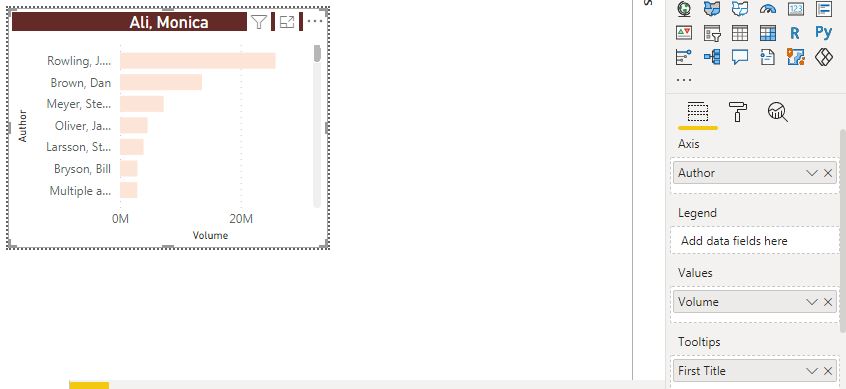 Ali, Monica
Author
Rowling, J....
Brown, Dan
Meyer, Ste...
Oliver, Ja...
Larsson, St...
Bryson, Bill
Multiple a...
0M 20M
Volume
123
R Py
...
Axis
Author
Legend
Add data fields here
Values
Volume
Tooltips
First Title